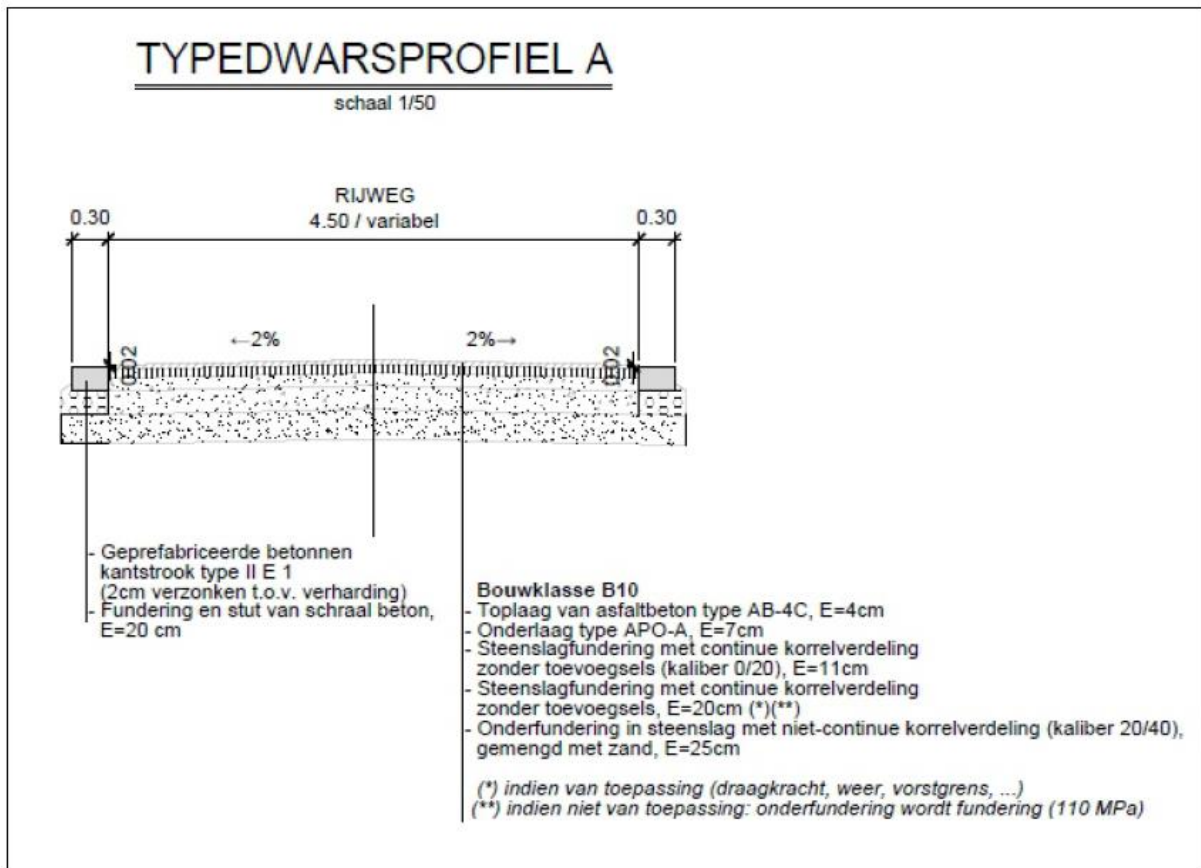 TYPEDWARSPROFIEL A
schaal 1/50
RIJWEG
0.30
4.50 / variabel
0.30
←2%
2%→
0.02
0.02
- Geprefabriceerde betonnen
kantstrook type II E 1
(2cm verzonken t.o.v. verharding)
- Fundering en stut van schraal beton,
E=20 cm
Bouwklasse B10
- Toplaag van asfaltbeton type AB-4C, E=4cm
- Onderlaag type APO-A, E=7cm
- Steenslagfundering met continue korrelverdeling
zonder toevoegsels (kaliber 0/20), E=11cm
- Steenslagfundering met continue korrelverdeling
zonder toevoegsels, E=20cm (*)(**)
- Onderfundering in steenslag met niet-continue korrelverdeling (kaliber 20/40),
gemengd met zand, E=25cm
(*) indien van toepassing (draagkracht, weer, vorstgrens, ...)
(**) indien niet van toepassing: onderfundering wordt fundering (110 MPa)